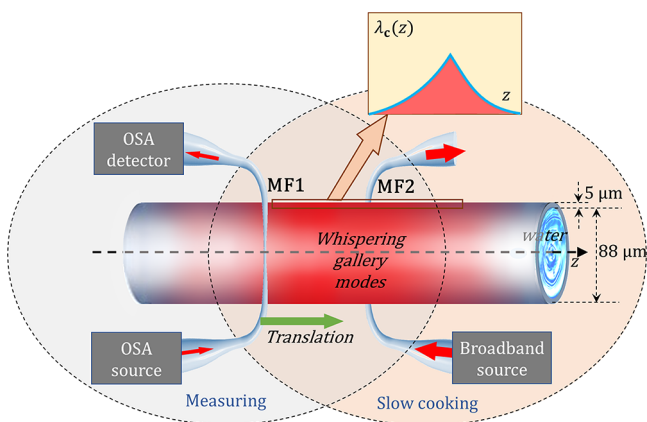 λc(z)
z
OSA
detector
MF1
MF2
5 µm
water
Whispering
gallery
modes
z
88 µm
OSA
source
Translation
Broadband
source
Measuring
Slow cooking